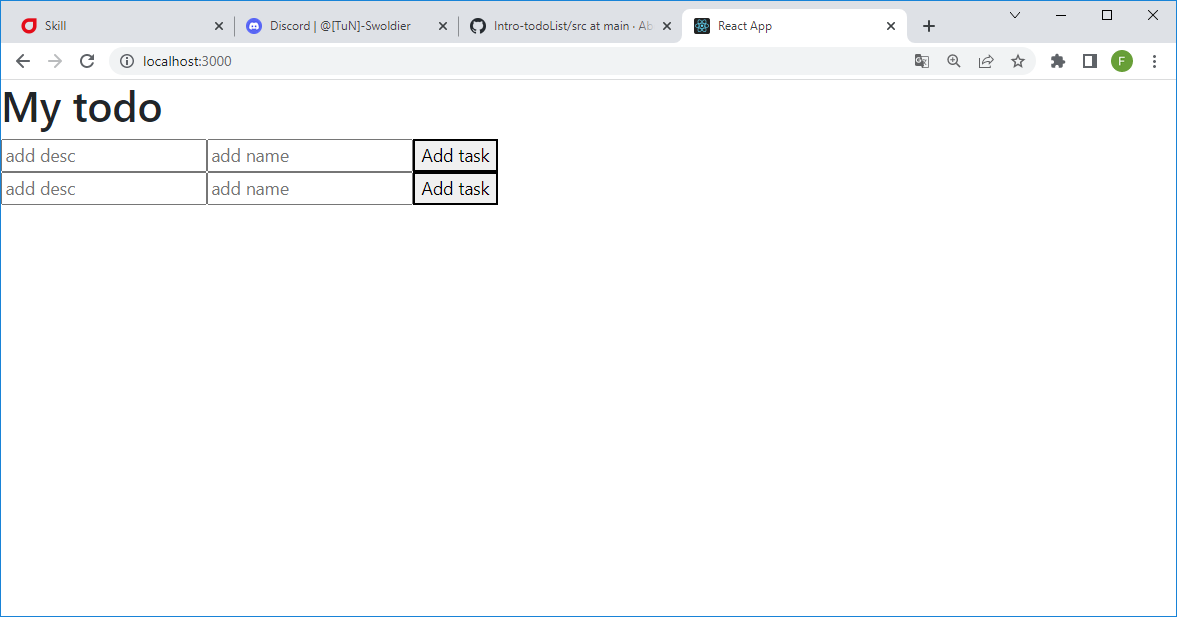 Skill
Discord | @[TuN]-Swoldier
Intro-todoList/src at main · Ab
React App
localhost:3000
F
My todo
add desc add name Add task
add desc add name Add task